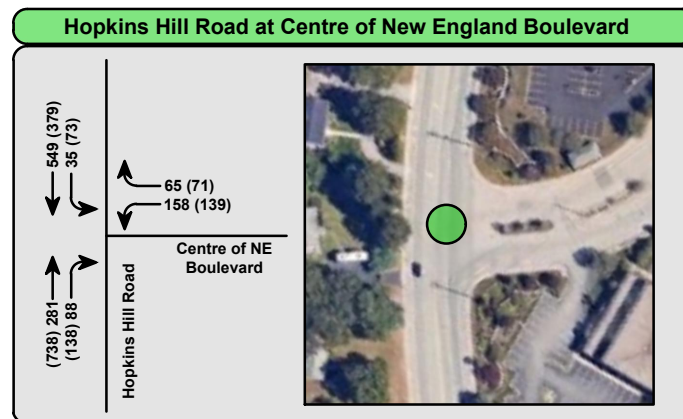 Hopkins Hill Road at Centre of New England Boulevard
549 (379)
35 (73)
65 (71)
158 (139)
Centre of NE
Boulevard
Hopkins Hill Road
(738) 281
(138) 88